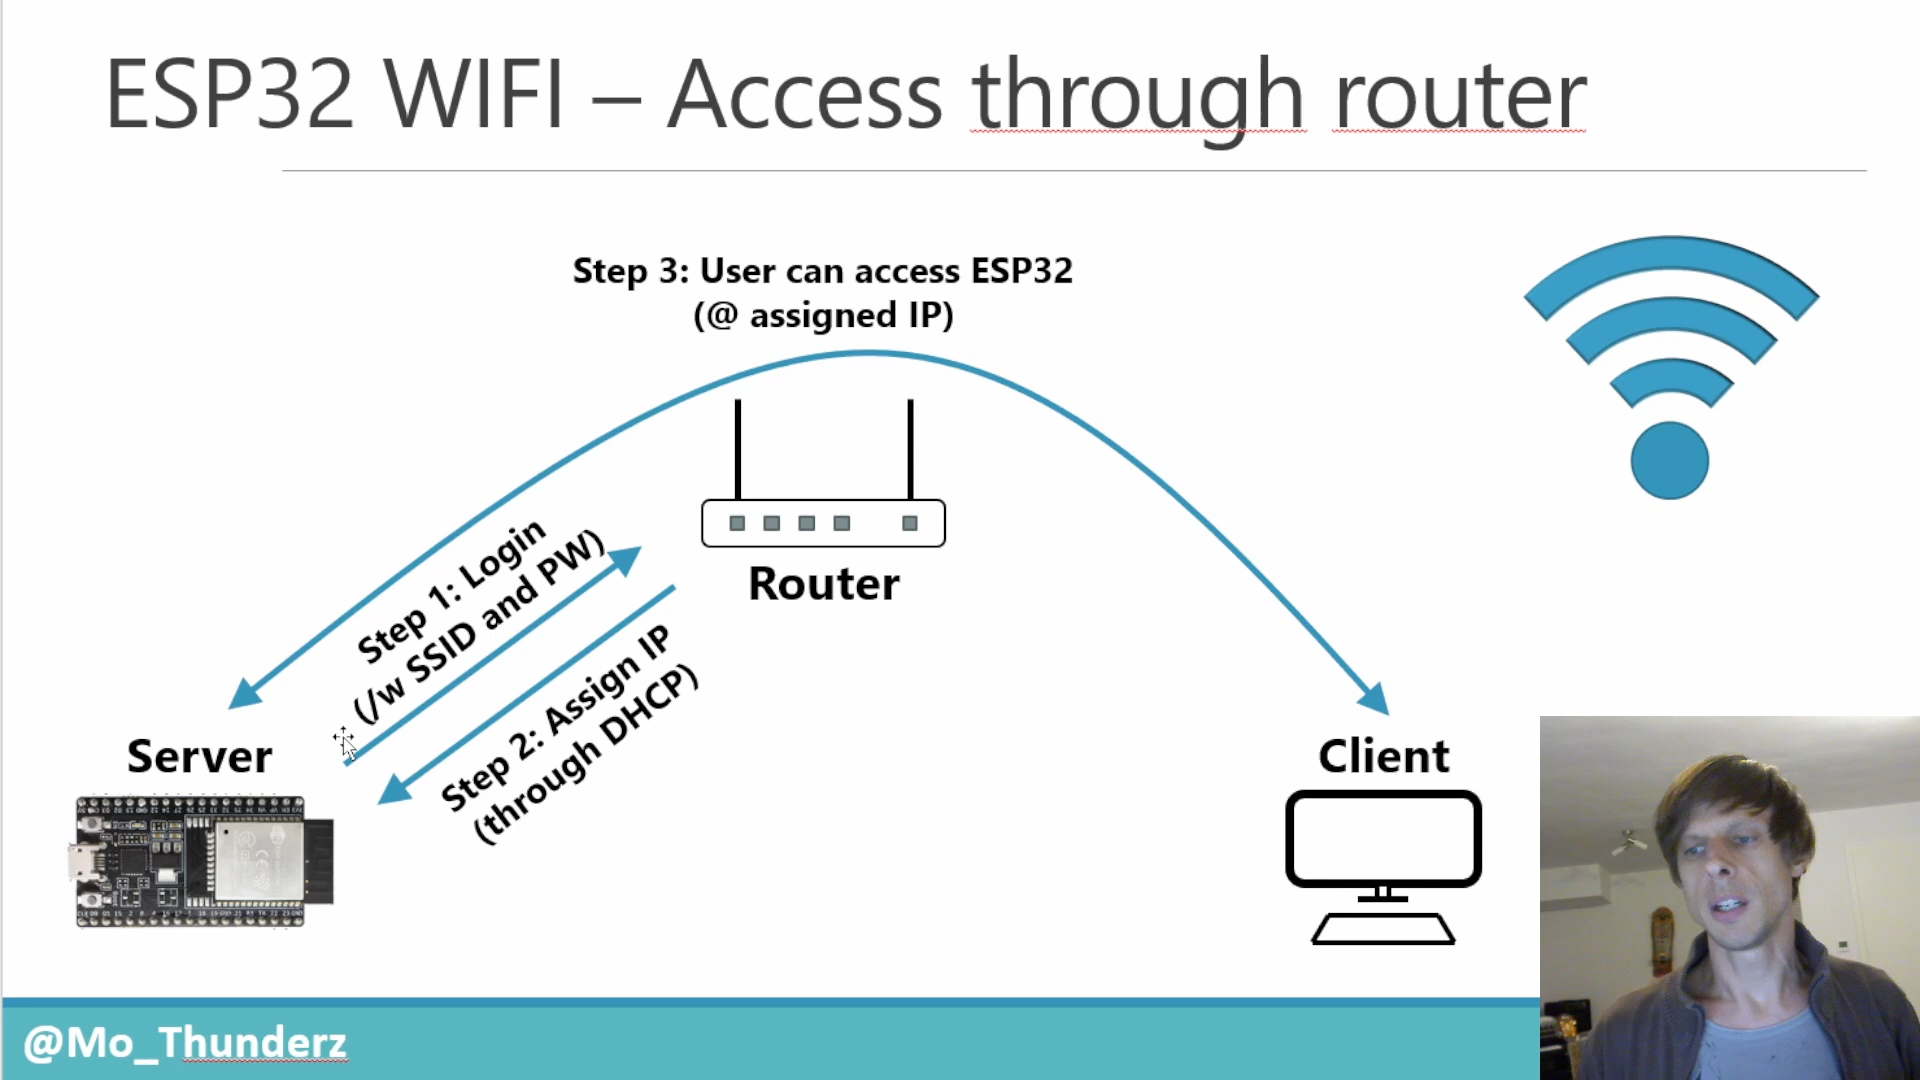 ESP32 WIFI – Access through router
Step 3: User can access ESP32
(@ assigned IP)
Step 1: Login
(/w SSID and PW)
Router
Step 2: Assign IP
(through DHCP)
Server
Client
@Mo_Thunderz